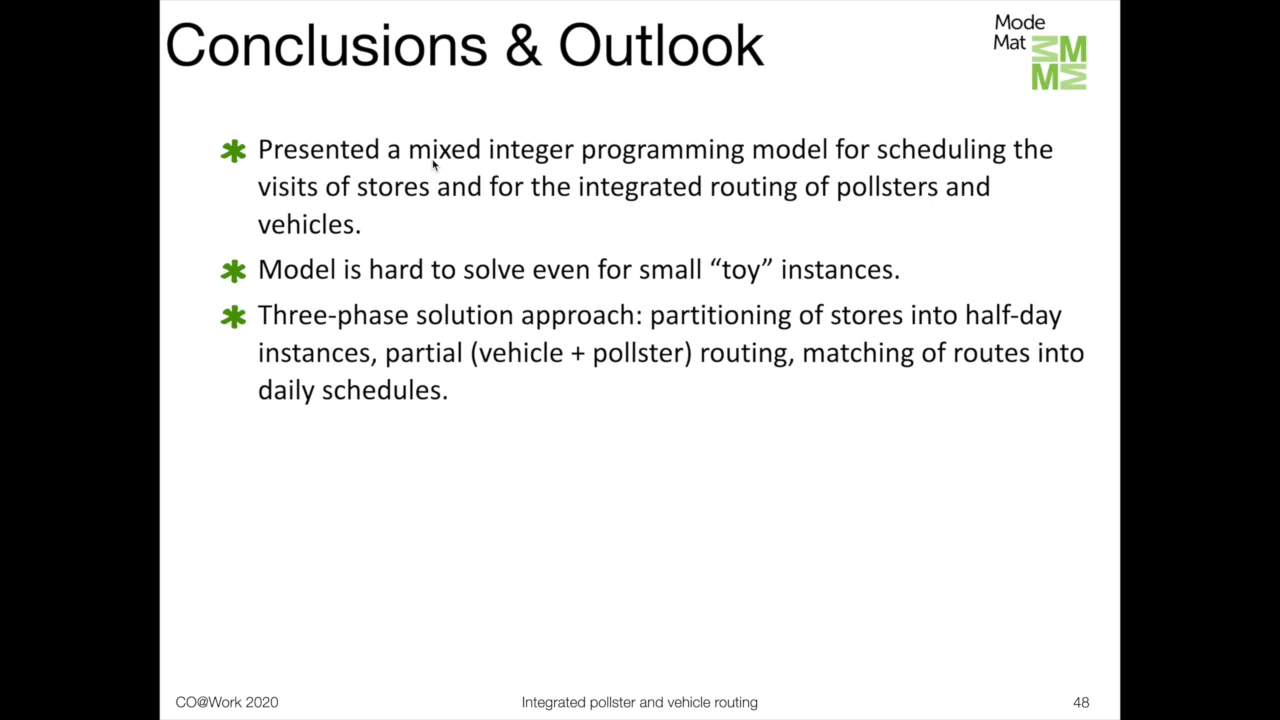 Conclusions & Outlook
Mode
Mat
MM
MM
Presented a mixed integer programming model for scheduling the
visits of stores and for the integrated routing of pollsters and
vehicles.
Model is hard to solve even for small “toy” instances.
Three-phase solution approach: partitioning of stores into half-day
instances, partial (vehicle + pollster) routing, matching of routes into
daily schedules.
CO@Work 2020
Integrated pollster and vehicle routing
48